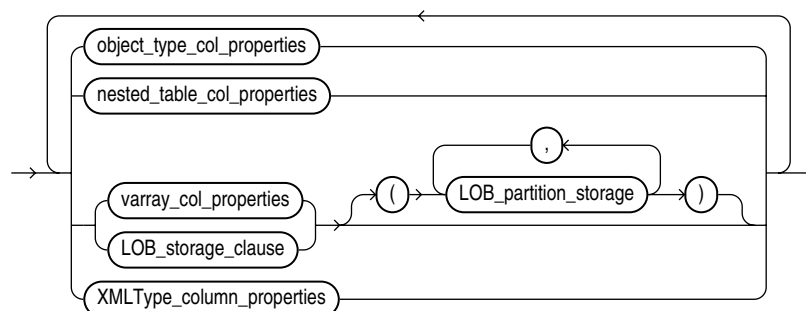 object_type_col_properties
nested_table_col_properties
,
varray_col_properties ( LOB_partition_storage )
LOB_storage_clause
XMLType_column_properties